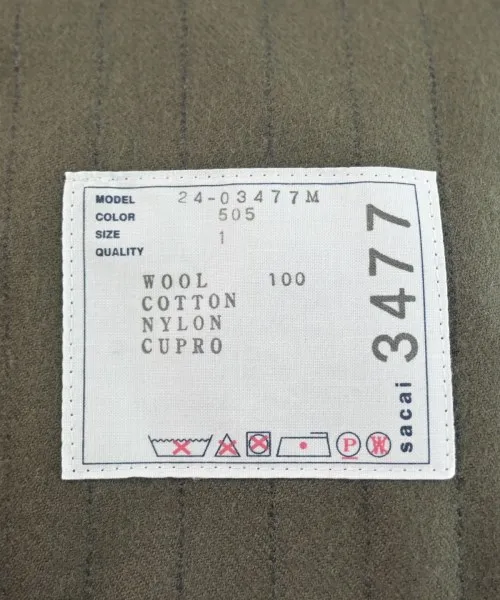 MODEL 24-03477M
COLOR 505
SIZE 1
QUALITY
WOOL 100
COTTON
NYLON
CUPRO
P W
sacai 3477